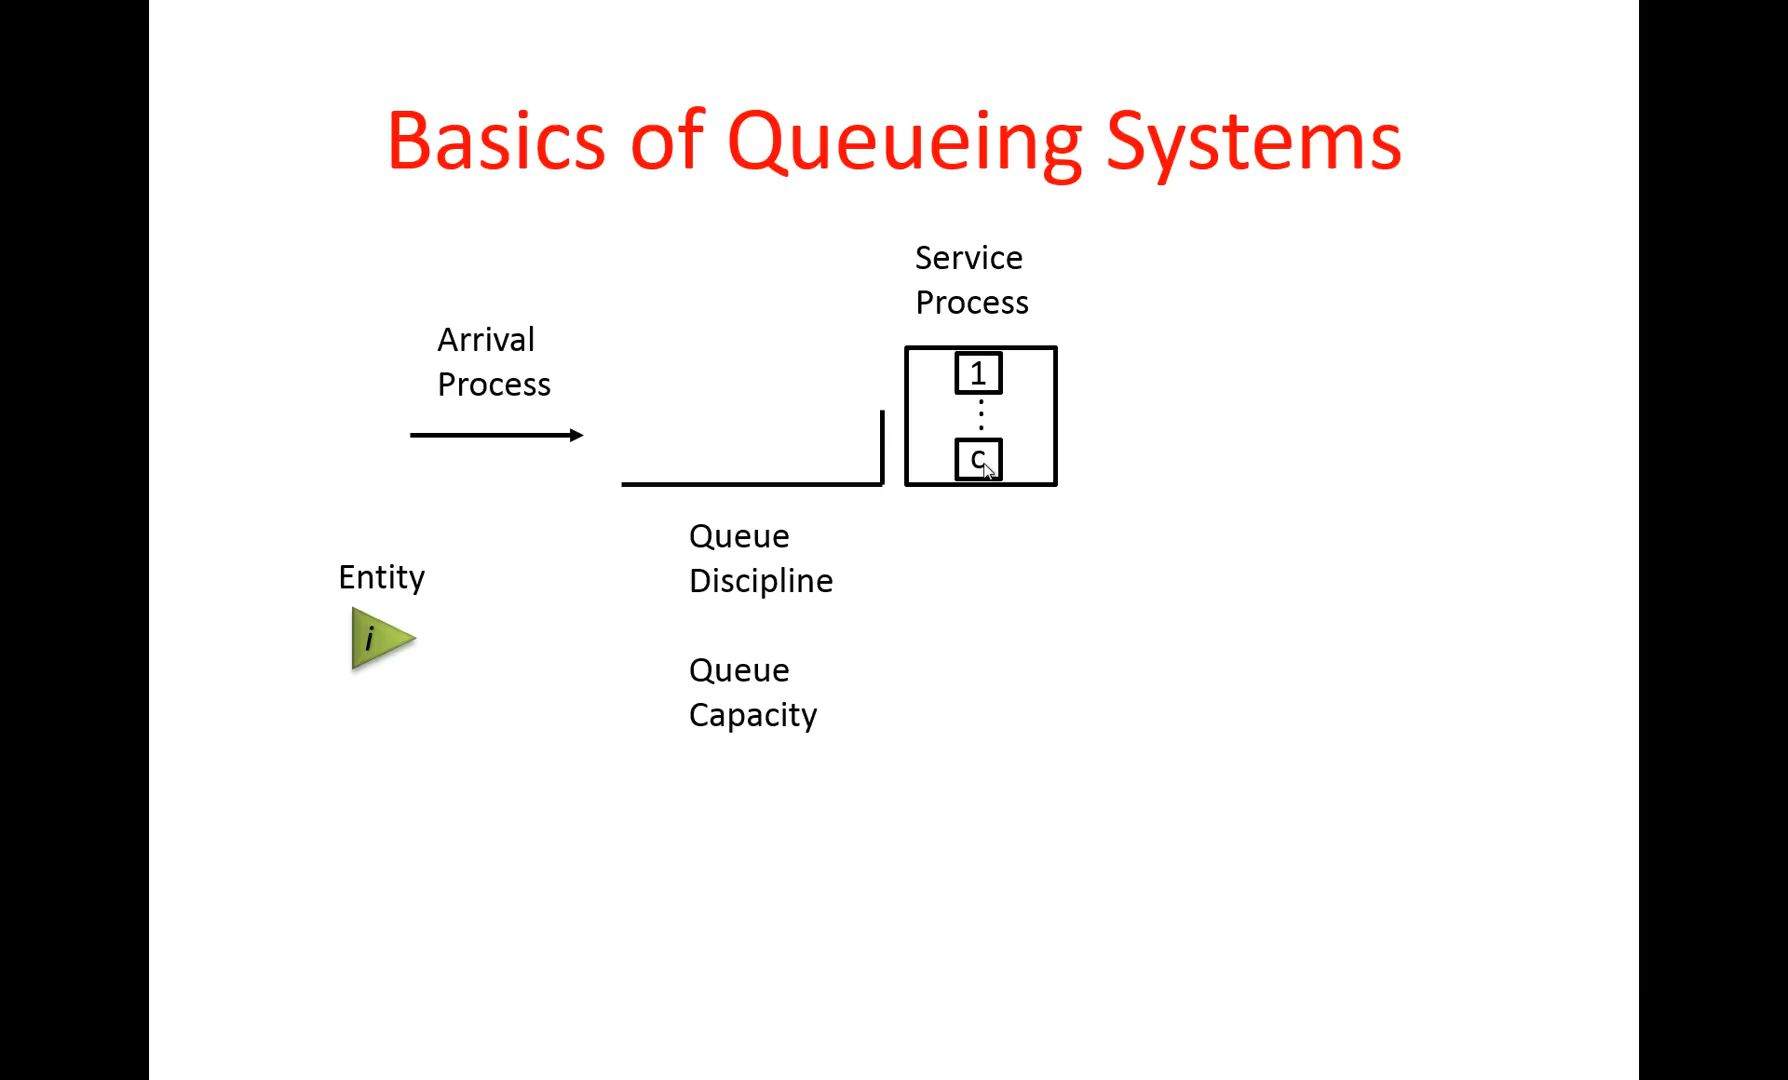 Basics of Queueing Systems
Service
Process
Arrival
Process
1
c
Queue
Discipline
Entity
i
Queue
Capacity